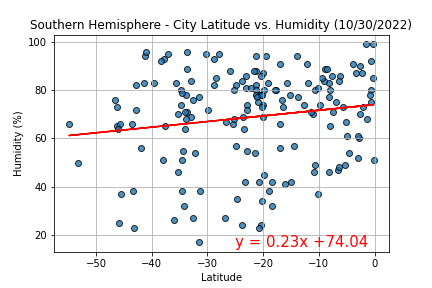 Southern Hemisphere - City Latitude vs. Humidity (10/30/2022)
100
80
60
40
20
Humidity (%)
y = 0.23x +74.04
−50
−40
−30
−20
−10
0
Latitude